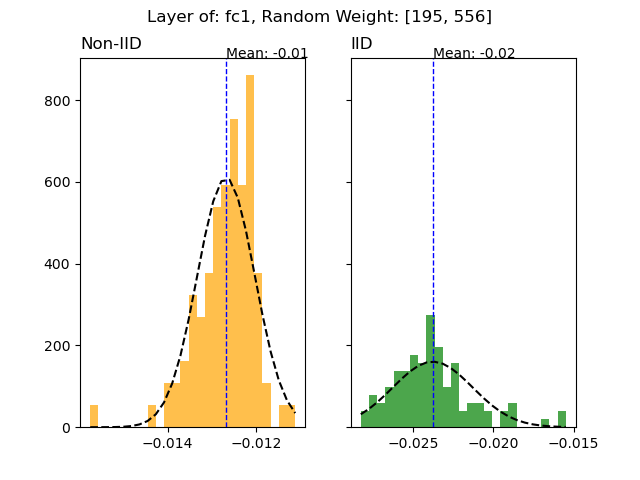 Layer of: fc1, Random Weight: [195, 556]
Non-IID
Mean: -0.01
IID
Mean: -0.02
800
600
400
200
0
−0.014
−0.012
−0.025
−0.020
−0.015